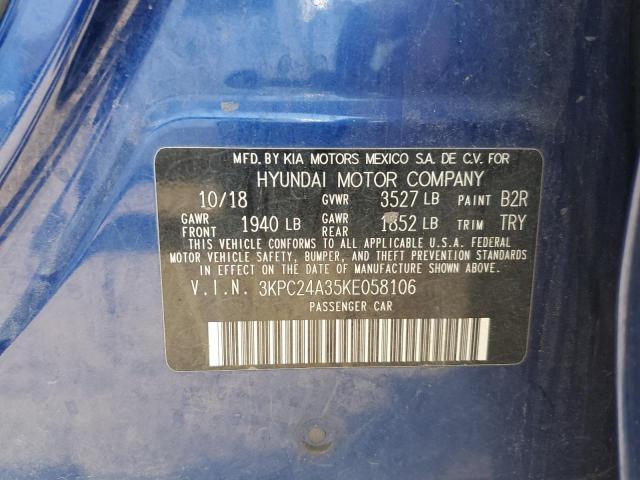 MFD. BY KIA MOTORS MEXICO S.A. DE C.V. FOR
HYUNDAI MOTOR COMPANY
10/18 GVWR 3527 LB PAINT B2R
GAWR FRONT 1940 LB GAWR REAR 1852 LB TRIM TRY
THIS VEHICLE CONFORMS TO ALL APPLICABLE U.S.A. FEDERAL
MOTOR VEHICLE SAFETY, BUMPER, AND THEFT PREVENTION STANDARDS
IN EFFECT ON THE DATE OF MANUFACTURE SHOWN ABOVE.
V.I.N. 3KPC24A35KE058106
PASSENGER CAR